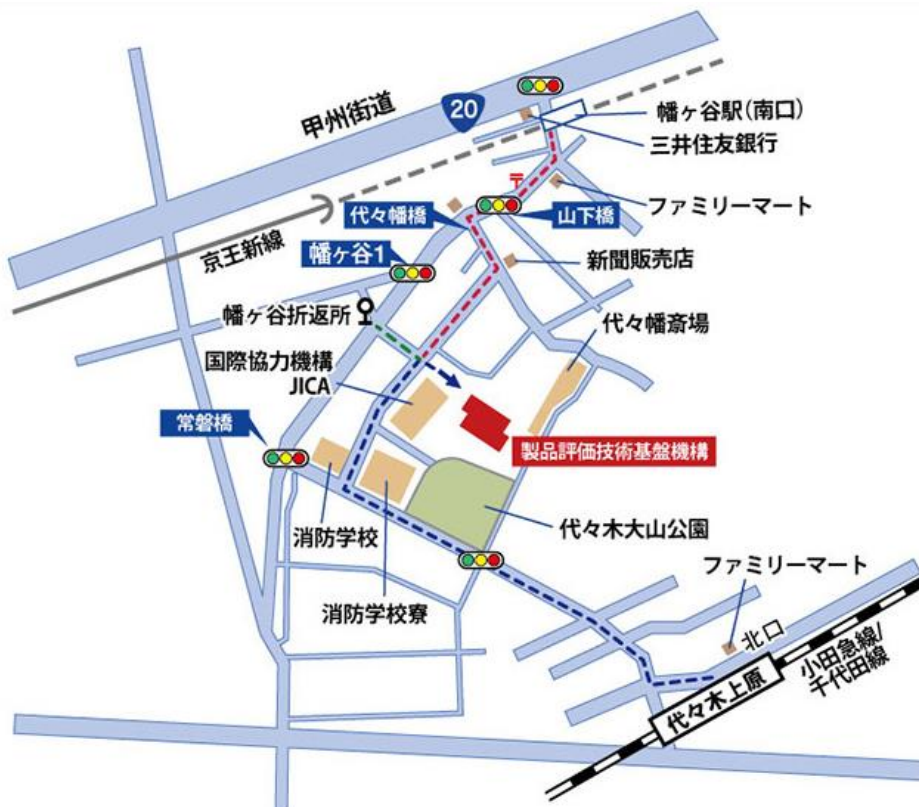 甲州街道
20
幡ヶ谷駅(南口)
三井住友銀行
〒
ファミリーマート
代々幡橋
山下橋
京王新線
幡ヶ谷1
新聞販売店
幡ヶ谷折返所
代々幡斎場
国際協力機構
JICA
常磐橋
製品評価技術基盤機構
消防学校
代々木大山公園
消防学校寮
ファミリーマート
北口
小田急線/
千代田線
代々木上原